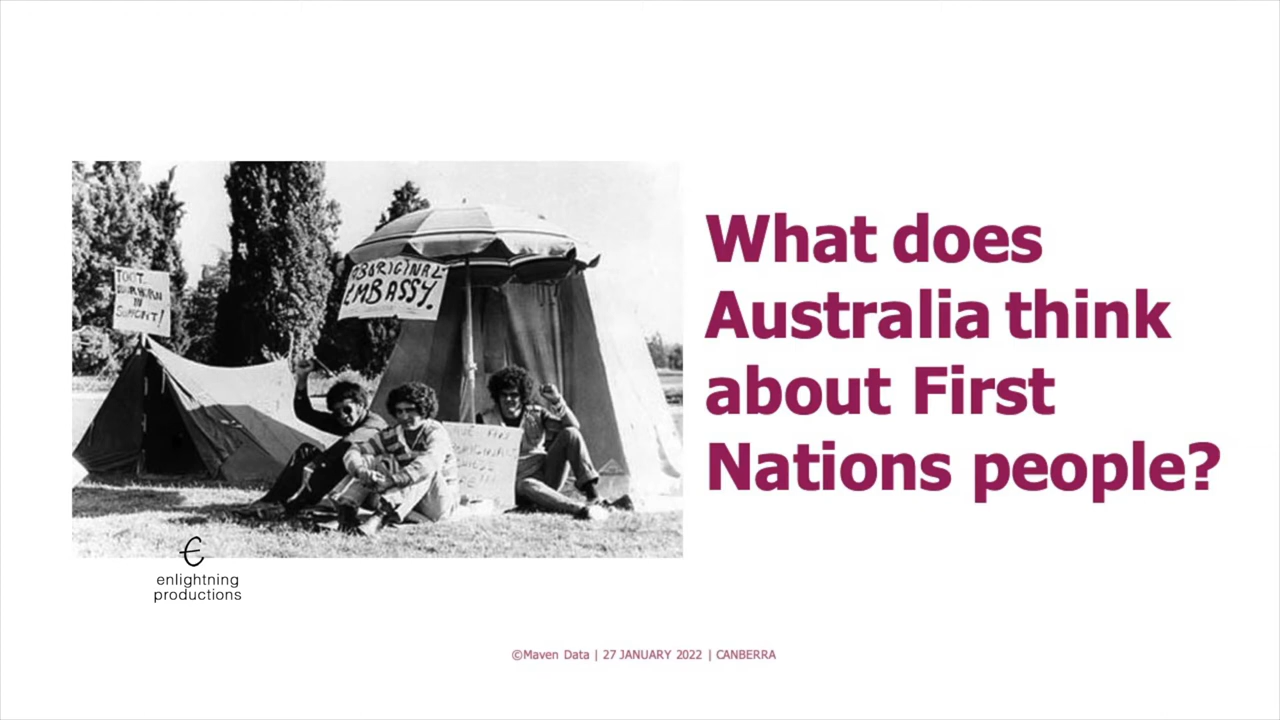 ABORIGINAL
EMBASSY.
What does
Australia think
about First
Nations people?
enlightning
productions
©Maven Data | 27 JANUARY 2022 | CANBERRA